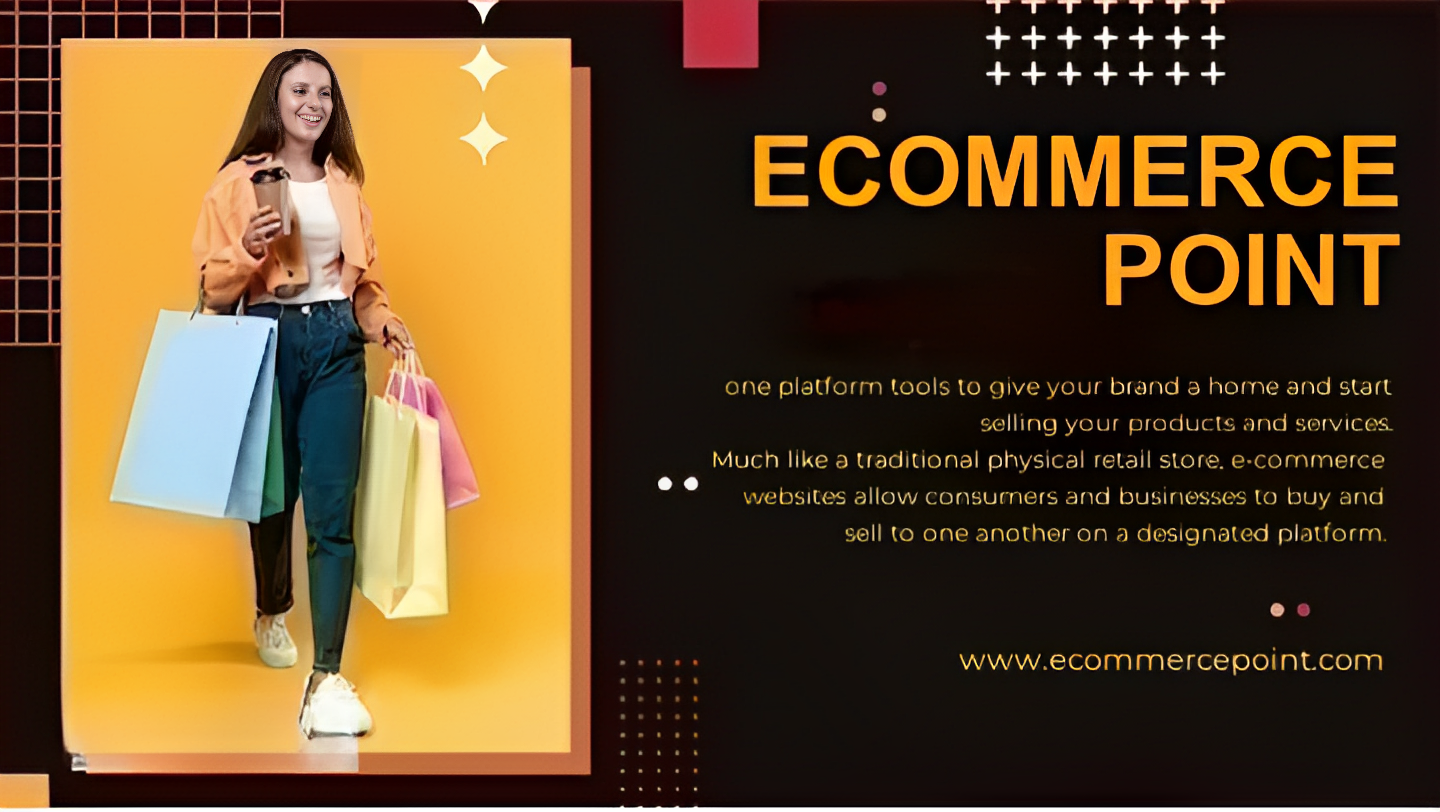 ECOMMERCE
POINT
one platform tools to give your brand a home and start
selling your products and services.
Much like a traditional physical retail store, e-commerce
websites allow consumers and businesses to buy and
sell to one another on a designated platform.
www.ecommercepoint.com